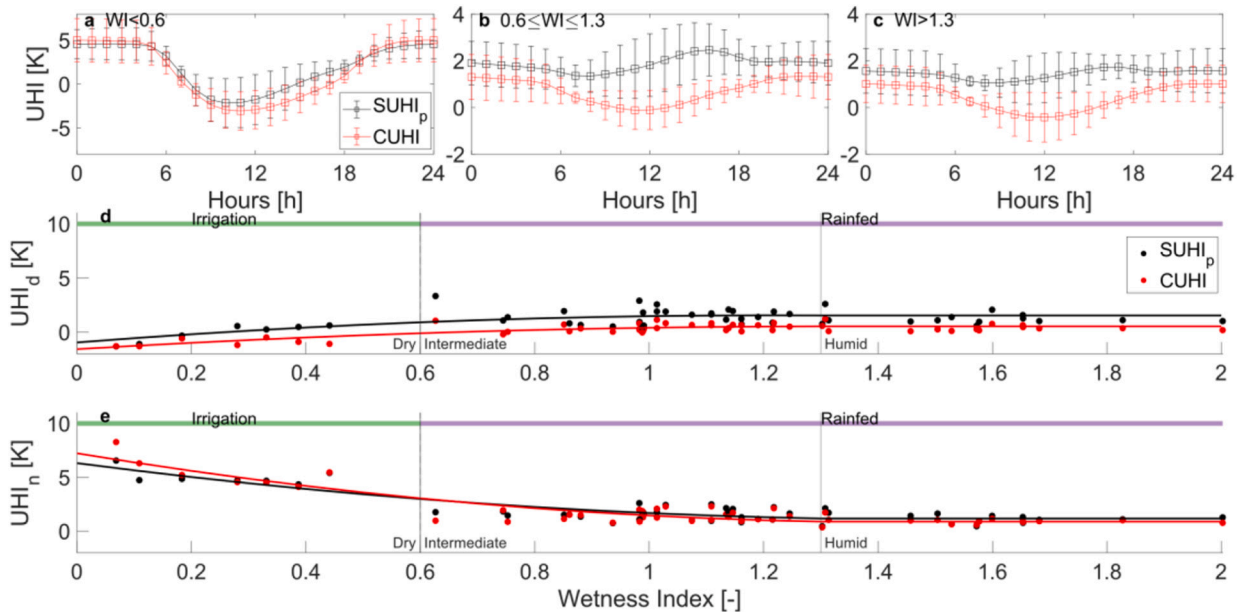 a WI<0.6
b 0.6≤WI≤1.3
c WI>1.3
UHI [K]
5
0
-5
4
2
0
-2
4
2
0
-2
SUHIp
CUHI
0 6 12 18 24
0 6 12 18 24
0 6 12 18 24
Hours [h]
Hours [h]
Hours [h]
d
Irrigation
Rainfed
UHId [K]
10
5
0
SUHIp
CUHI
Dry
Intermediate
Humid
0 0.2 0.4 0.6 0.8 1 1.2 1.4 1.6 1.8 2
e
Irrigation
Rainfed
UHIn [K]
10
5
0
Dry
Intermediate
Humid
0 0.2 0.4 0.6 0.8 1 1.2 1.4 1.6 1.8 2
Wetness Index [-]